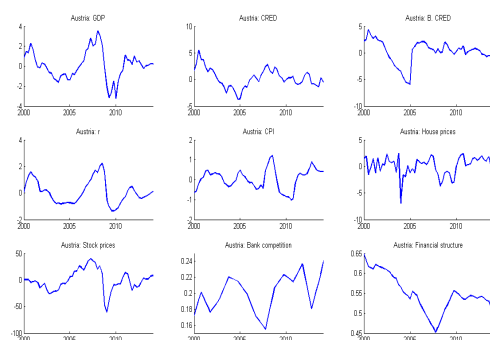 Austria: GDP
Austria: CRED
Austria: B. CRED
4
2
0
-2
-4
2000 2005 2010
10
5
0
-5
2000 2005 2010
5
0
-5
-10
2000 2005 2010
Austria: r
Austria: CPI
Austria: House prices
4
2
0
-2
2000 2005 2010
2
1
0
-1
-2
2000 2005 2010
5
0
-5
-10
2000 2005 2010
Austria: Stock prices
Austria: Bank competition
Austria: Financial structure
50
0
-50
-100
2000 2005 2010
0.24
0.22
0.2
0.18
0.16
2000 2005 2010
0.65
0.6
0.55
0.5
0.45
2000 2005 2010